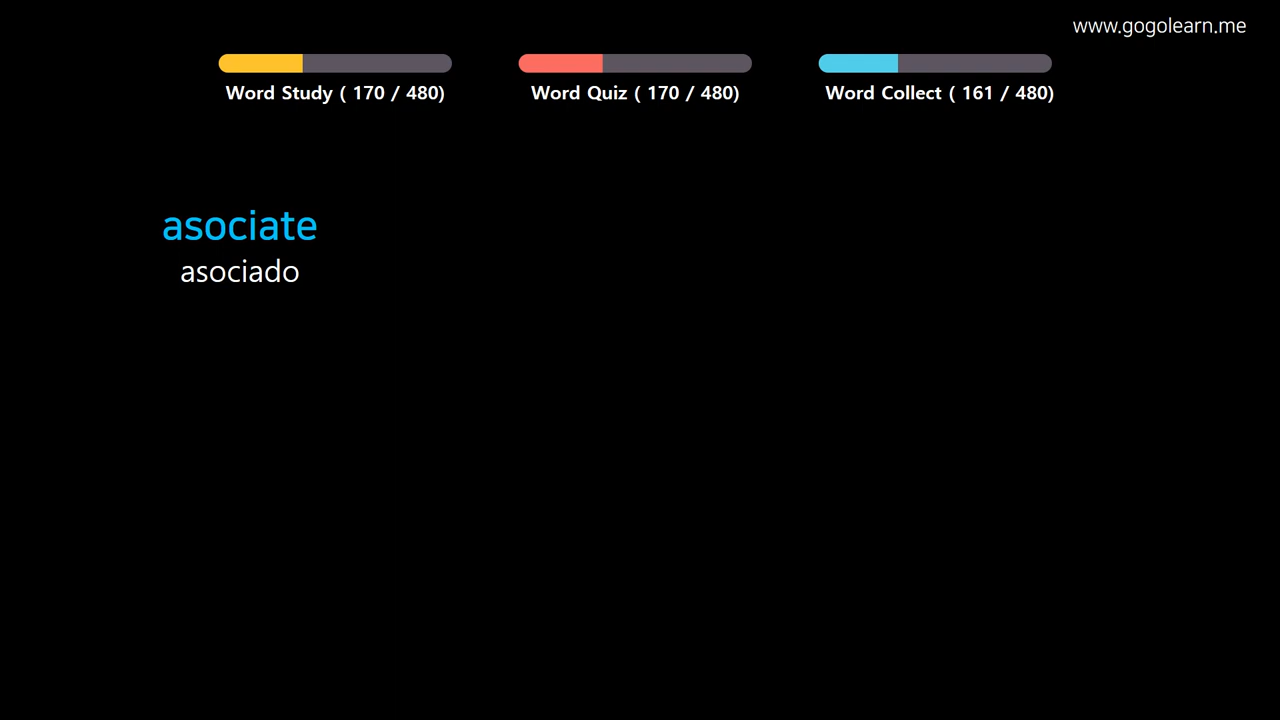 www.gogolearn.me
Word Study ( 170 / 480)
Word Quiz ( 170 / 480)
Word Collect ( 161 / 480)
asociate
asociado